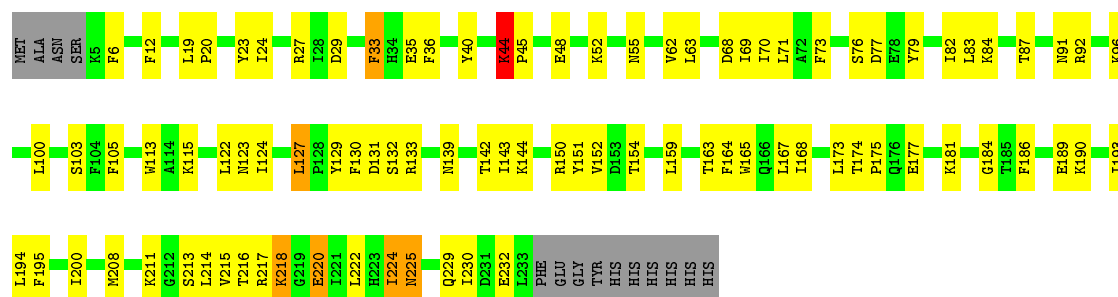 MET ALA ASN SER K5 F6 F12 L19 P20 Y23 I24 R27 I28 D29 F33 H34 E35 F36 Y40 K44 P45 E48 K52 N55 V62 L63 D68 I69 I70 L71 A72 F73 S76 D77 E78 Y79 I82 L83 K84 T87 N91 R92
L100 S103 F104 F105 W113 A114 K115 L122 N123 I124 L127 P128 Y129 F130 D131 S132 R133 N139 T142 I143 K144 R150 Y151 V152 D153 T154 L159 T163 F164 W165 Q166 L167 I168 L173 T174 P175 Q176 E177 K181 G184 T185 F186 E189 K190
L194 F195 I200 M208 K211 G212 S213 L214 V215 T216 R217 K218 G219 E220 I221 L222 H223 I224 N225 Q229 I230 D231 E232 L233 PHE GLU GLY TYR HIS HIS HIS HIS HIS HIS